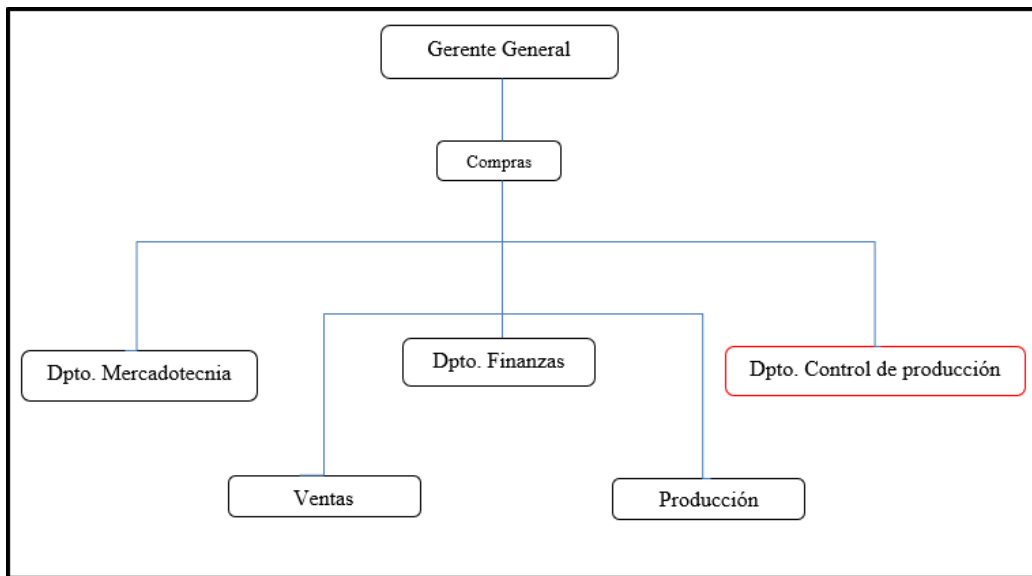 Gerente General
Compras
Dpto. Mercadotecnia
Dpto. Finanzas
Dpto. Control de producción
Ventas
Producción